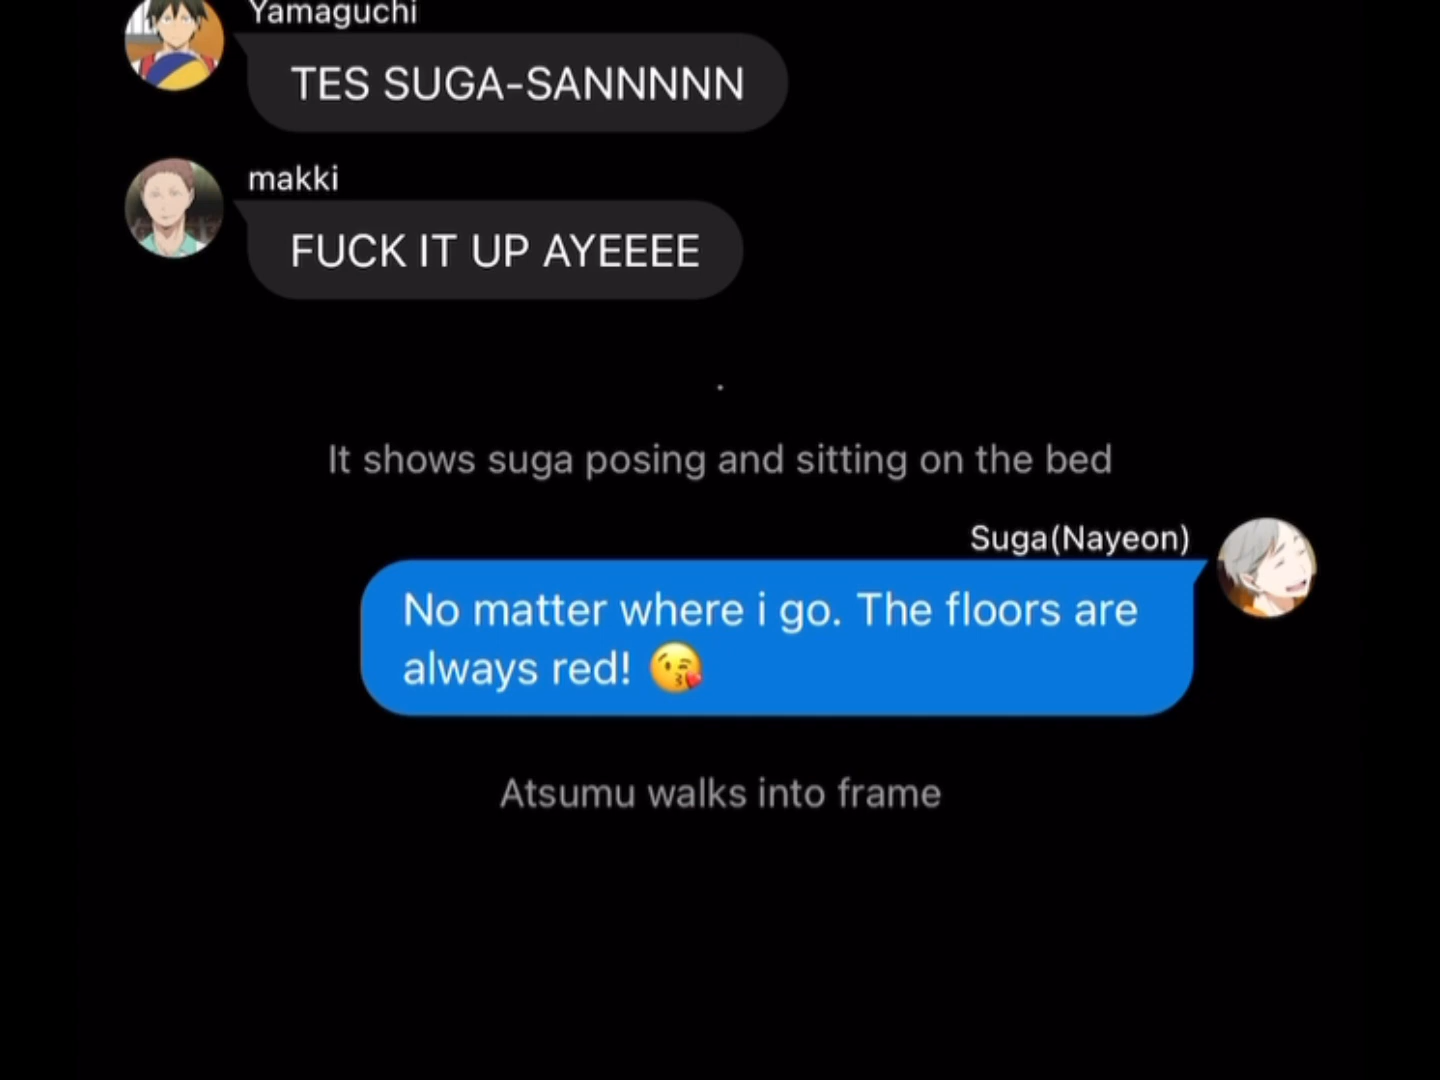 Yamaguchi
TES SUGA-SANNNNN
makki
FUCK IT UP AYEEEE
.
It shows suga posing and sitting on the bed
Suga(Nayeon)
No matter where i go. The floors are
always red! 😘
Atsumu walks into frame